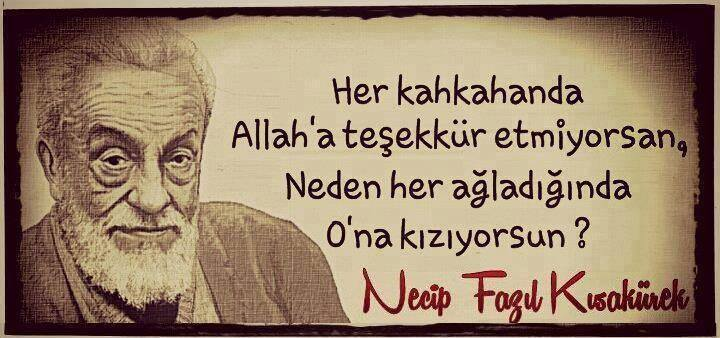 Her kahkahanda
Allah'a teşekkür etmiyorsan,
Neden her ağladığında
O'na kızıyorsun ?
Necip Fazıl Kısakürek